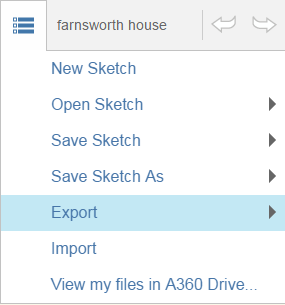 farnsworth house
New Sketch
Open Sketch
Save Sketch
Save Sketch As
Export
Import
View my files in A360 Drive...